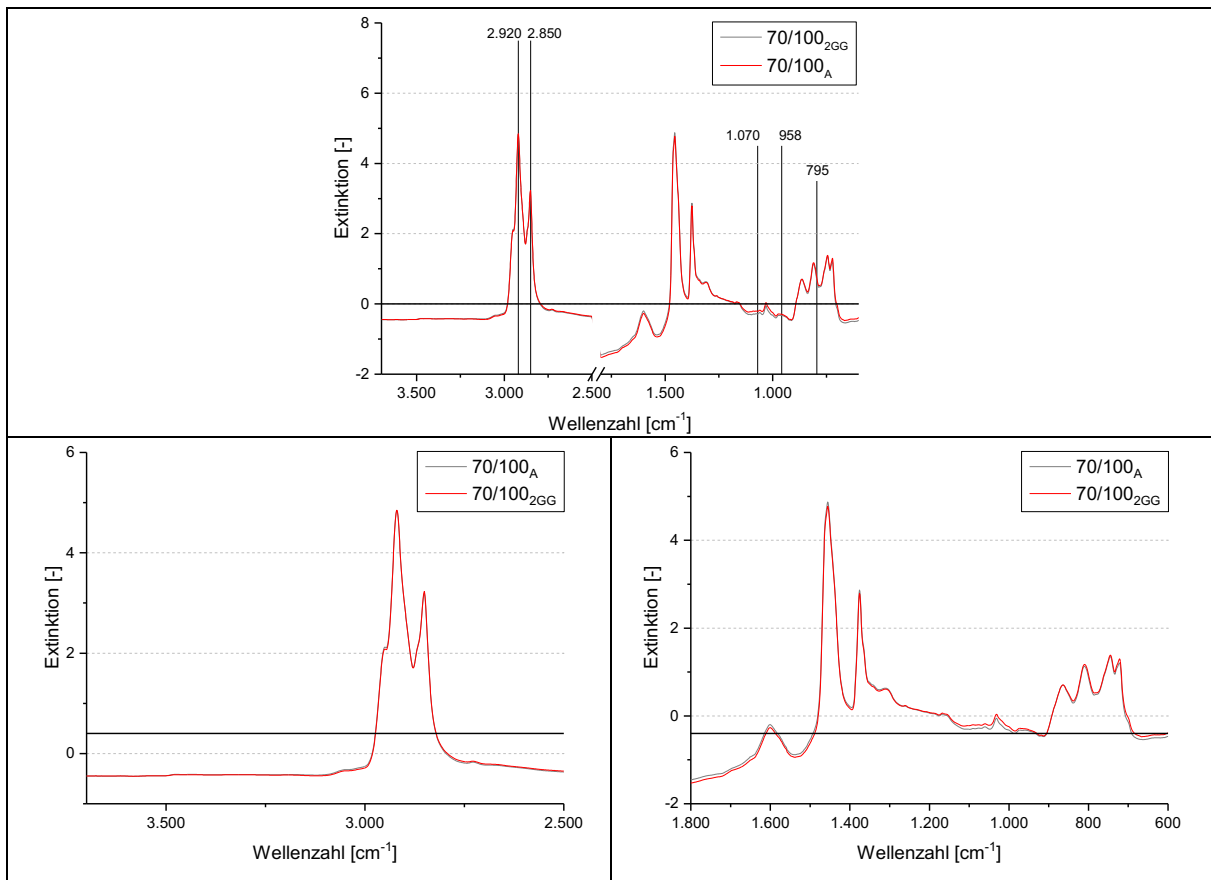 8
6
4
2
0
-2
Extinktion [-]
2.920 2.850
1.070 958
795
70/100₂GG
70/100A
3.500 3.000 2.500 1.500 1.000
Wellenzahl [cm⁻¹]
6
4
2
0
Extinktion [-]
70/100A
70/100₂GG
3.500 3.000 2.500
Wellenzahl [cm⁻¹]
6
4
2
0
-2
Extinktion [-]
70/100A
70/100₂GG
1.800 1.600 1.400 1.200 1.000 800 600
Wellenzahl [cm⁻¹]